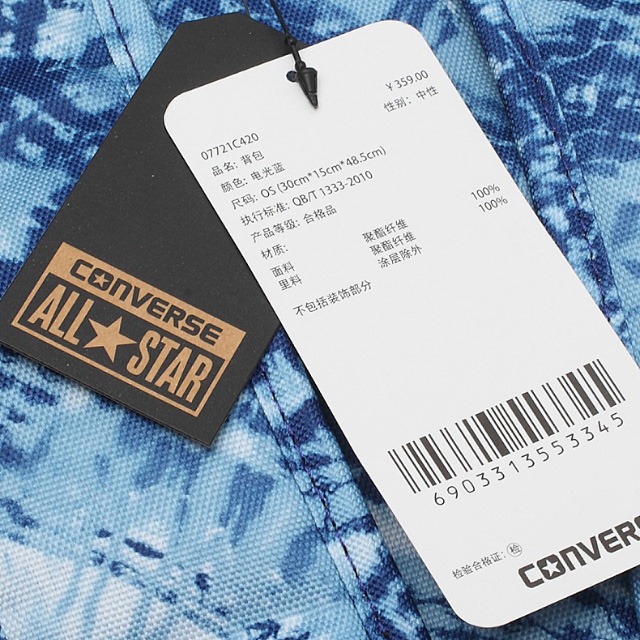 CONVERSE
ALL★STAR
¥359.00
性别: 中性
07721C420
品名: 背包
颜色: 电光蓝
尺码: OS (30cm*15cm*48.5cm)
执行标准: QB/T 1333-2010
产品等级: 合格品
材质:
面料 聚酯纤维 100%
里料 聚酯纤维 100%
涂层除外
不包括装饰部分
6903313553345
检验合格证: 检
CONVER